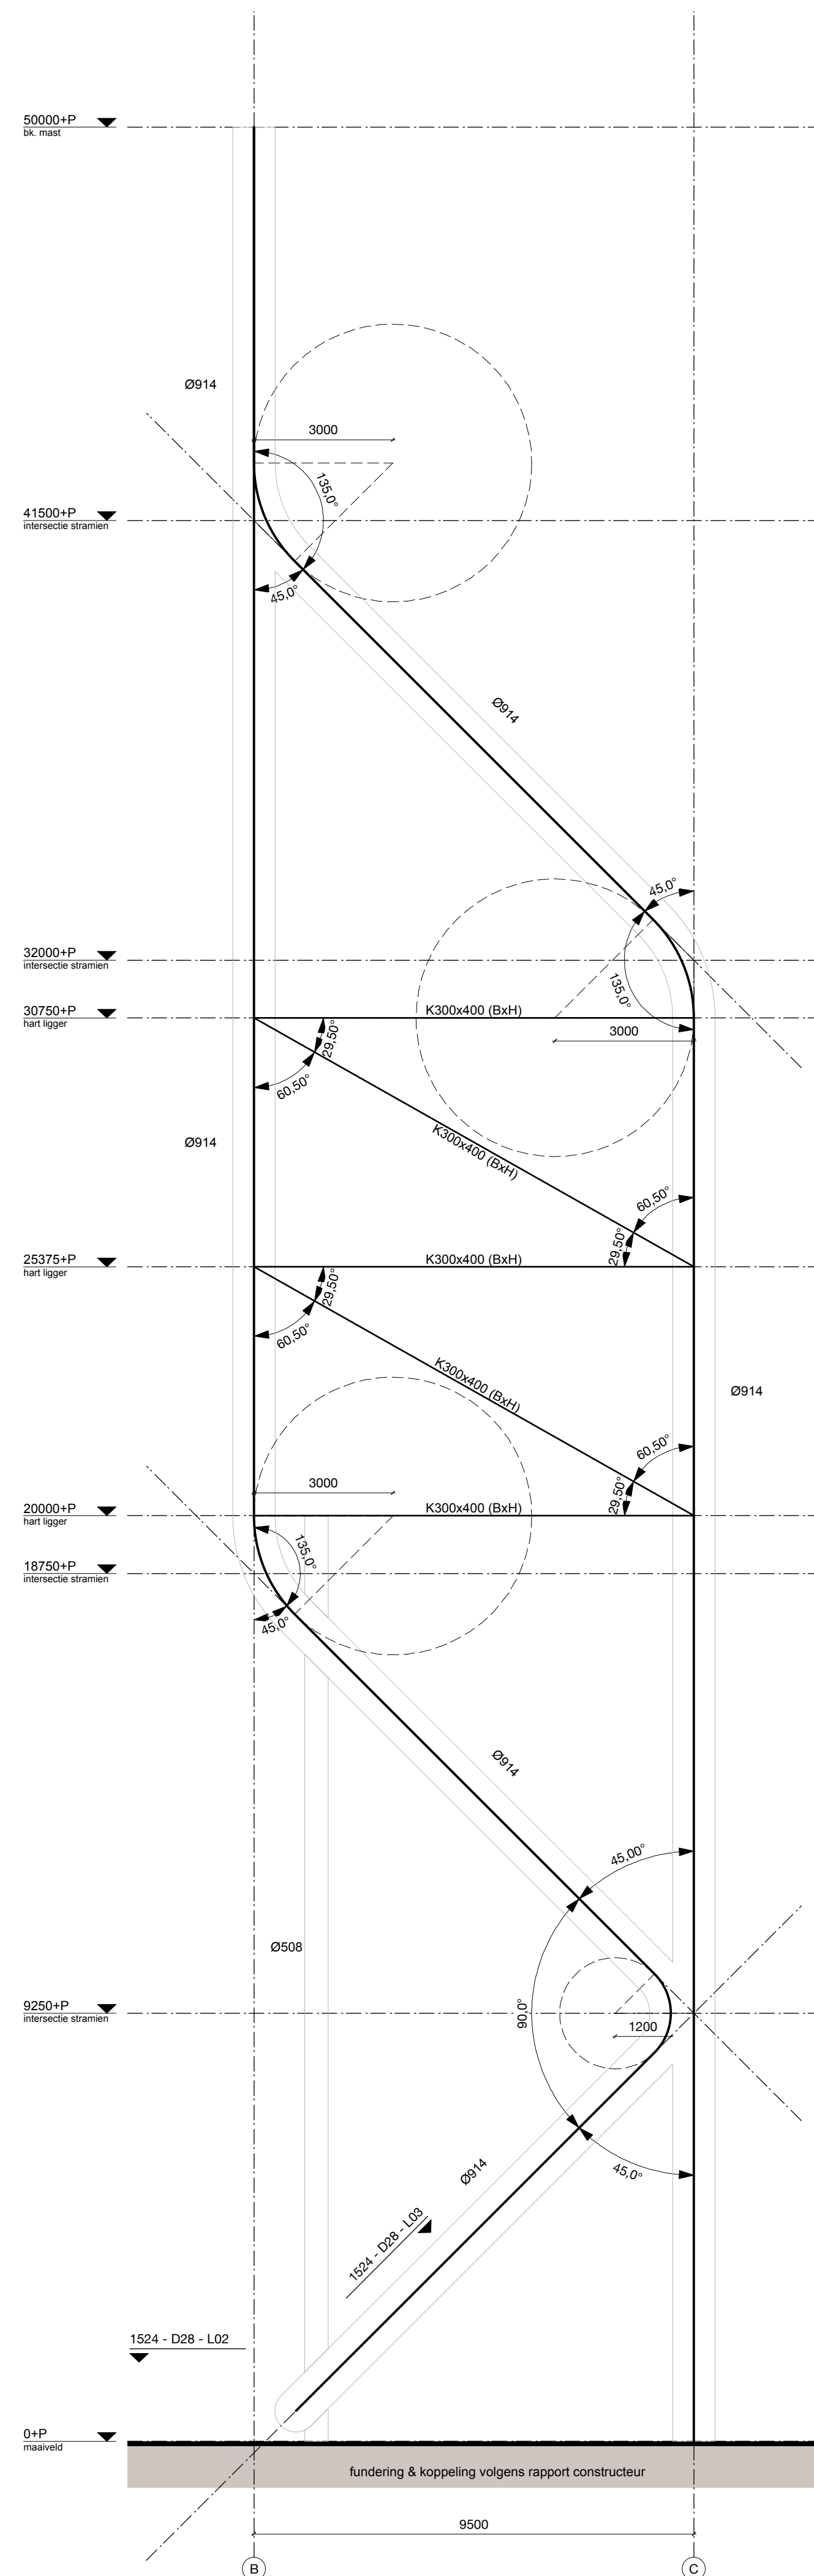 50000+P
bk. mast
Ø914
3000
135,0°
41500+P
intersectie stramien
45,0°
Ø914
45,0°
32000+P
intersectie stramien
135,0°
30750+P
hart ligger
K300x400 (BxH)
29,50°
3000
60,50°
Ø914
K300x400 (BxH)
60,50°
29,50°
25375+P
hart ligger
K300x400 (BxH)
29,50°
60,50°
K300x400 (BxH)
Ø914
60,50°
3000
29,50°
20000+P
hart ligger
K300x400 (BxH)
135,0°
18750+P
intersectie stramien
45,0°
Ø914
45,00°
Ø508
9250+P
intersectie stramien
90,0°
1200
Ø914
45,0°
1524 - D28 - L03
1524 - D28 - L02
0+P
maaiveld
fundering & koppeling volgens rapport constructeur
9500
B
C